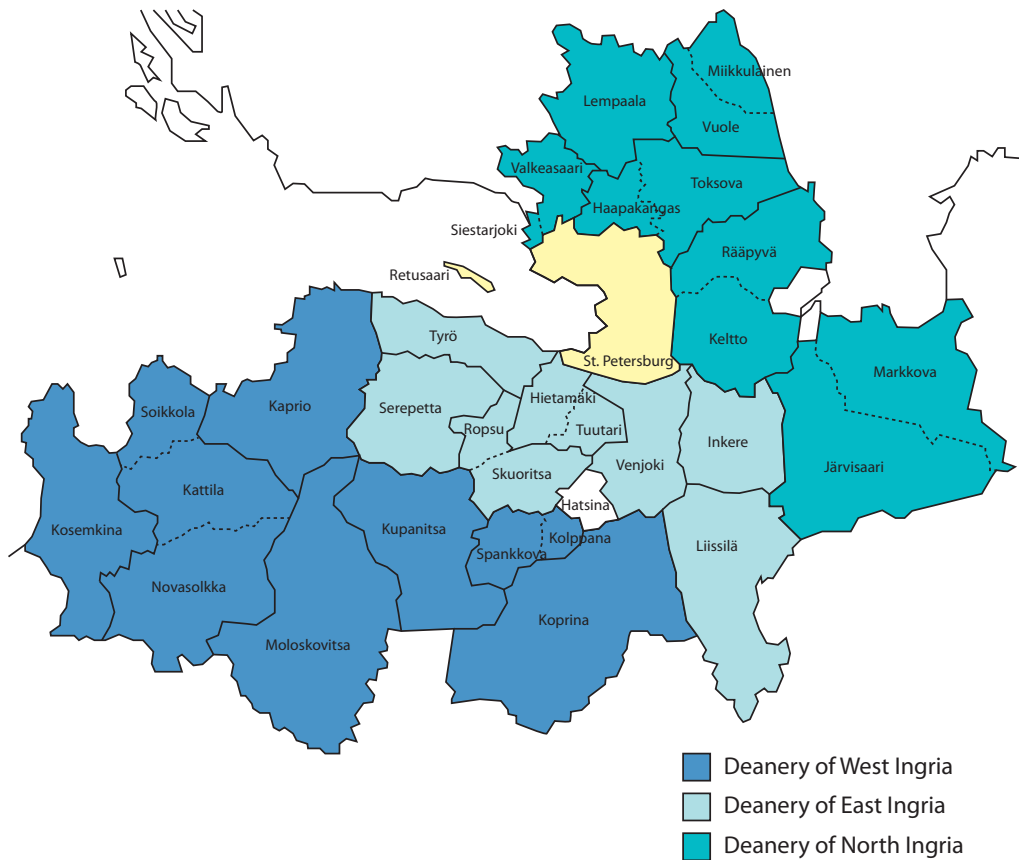 Miikkulainen
Lempaala
Vuole
Valkeasaari
Toksova
Haapakangas
Siestarjoki
Rääpyvä
Retusaari
Tyrö
Keltto
St. Petersburg
Markkova
Hietamäki
Soikkola
Kaprio
Serepetta
Ropsu
Tuutari
Inkere
Järvisaari
Skuoritsa
Venjoki
Kattila
Hatsina
Kosemkina
Kupanitsa
Kolppana
Spankkova
Liissilä
Novasolkka
Koprina
Moloskovitsa
Deanery of West Ingria
Deanery of East Ingria
Deanery of North Ingria